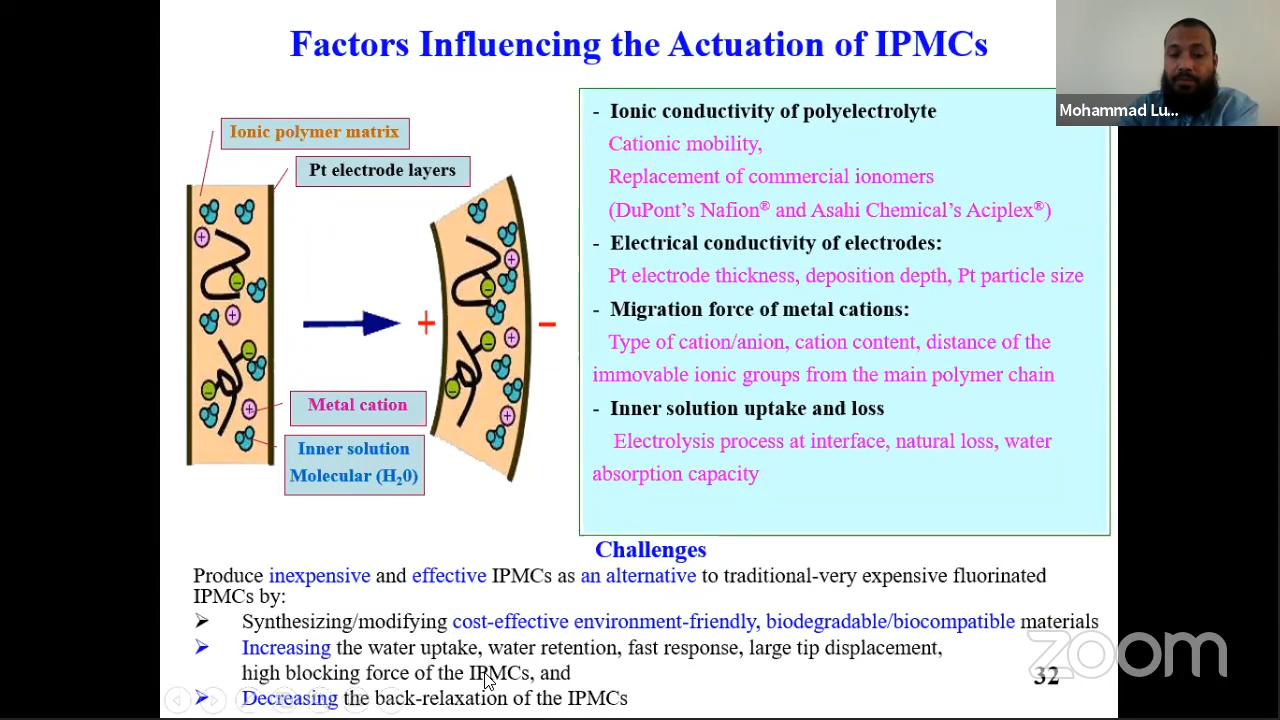 Factors Influencing the Actuation of IPMCs
Mohammad Lu...
Ionic polymer matrix
Pt electrode layers
+
−
Metal cation
Inner solution
Molecular (H₂0)
- Ionic conductivity of polyelectrolyte
Cationic mobility,
Replacement of commercial ionomers
(DuPont’s Nafion® and Asahi Chemical’s Aciplex®)
- Electrical conductivity of electrodes:
Pt electrode thickness, deposition depth, Pt particle size
- Migration force of metal cations:
Type of cation/anion, cation content, distance of the
immovable ionic groups from the main polymer chain
- Inner solution uptake and loss
Electrolysis process at interface, natural loss, water
absorption capacity
Challenges
Produce inexpensive and effective IPMCs as an alternative to traditional-very expensive fluorinated
IPMCs by:
➢ Synthesizing/modifying cost-effective environment-friendly, biodegradable/biocompatible materials
➢ Increasing the water uptake, water retention, fast response, large tip displacement,
high blocking force of the IPMCs, and
➢ Decreasing the back-relaxation of the IPMCs
zoom
32